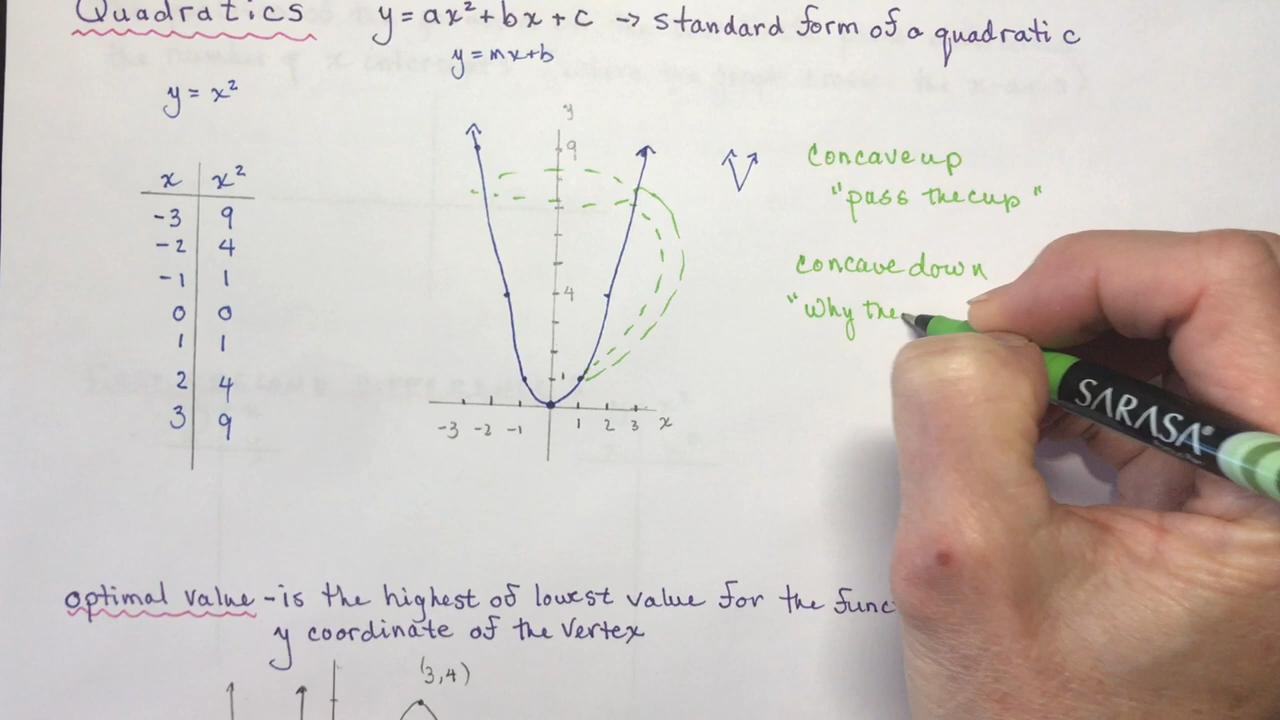 Quadratics y = ax² + bx + c → standard form of a quadratic
y = mx + b
y = x²
x x²
-3 9
-2 4
-1 1
0 0
1 1
2 4
3 9
y
9
4
1
-3 -2 -1 1 2 3 x
Concave up
"pass the cup"
concave down
"Why the
SARASA
optimal value - is the highest of lowest value for the func
y coordinate of the vertex
(3,4)